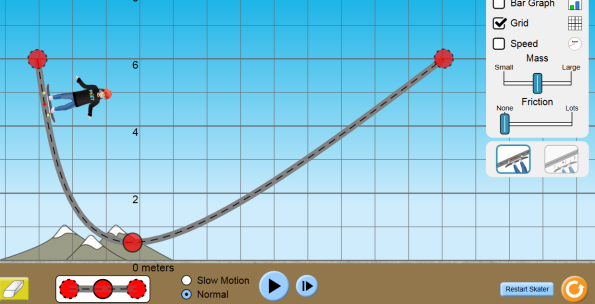 Bar Graph
Grid
Speed
Mass
Small Large
Friction
None Lots
6
4
2
0 meters
Slow Motion
Normal
Restart Skater